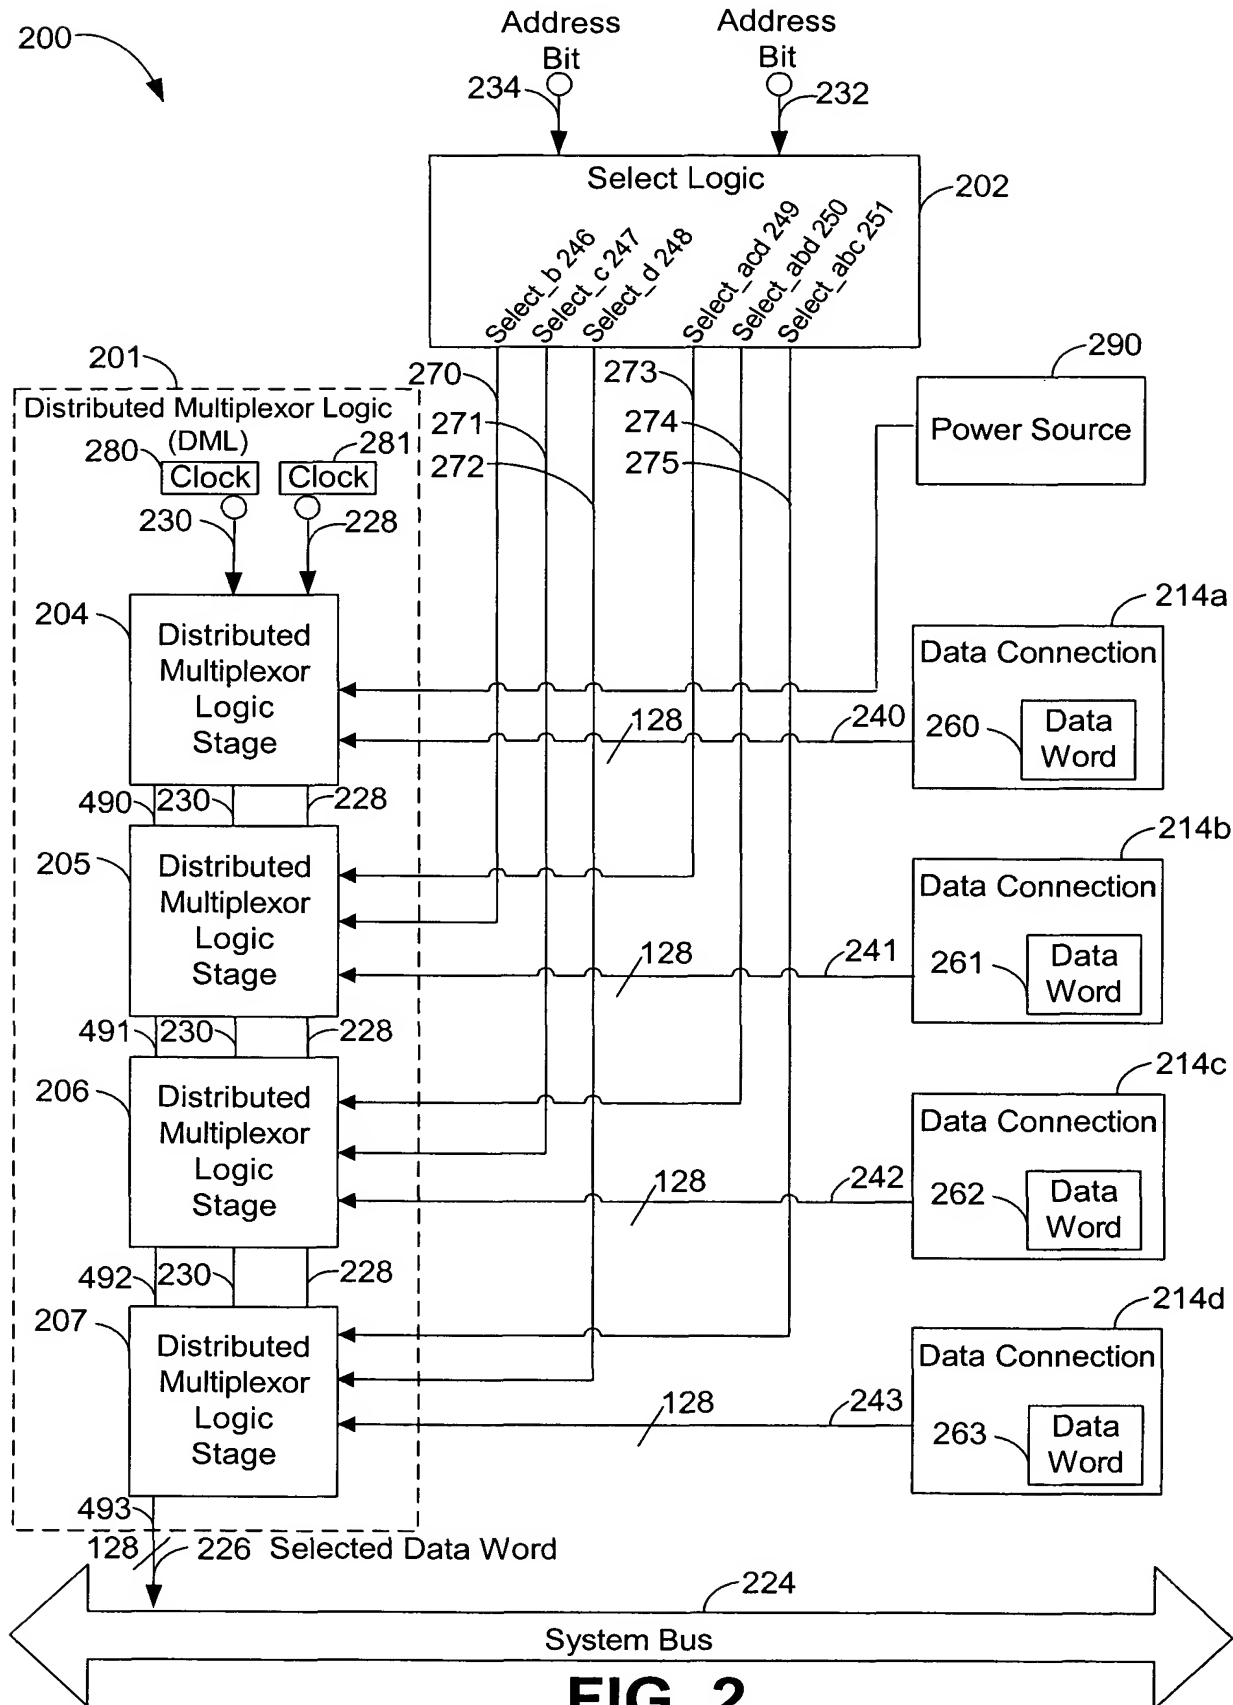 200
Address
Bit
Address
Bit
234
232
Select Logic
202
Select_b 246
Select_c 247
Select_d 248
Select_acd 249
Select_abd 250
Select_abc 251
201
270
273
290
Distributed Multiplexor Logic
(DML)
271
274
Power Source
280
281
Clock
Clock
272
275
230
228
204
Distributed
Multiplexor
Logic
Stage
214a
Data Connection
128
240
260
Data
Word
490
230
228
214b
205
Distributed
Multiplexor
Logic
Stage
Data Connection
128
241
261
Data
Word
491
230
228
214c
206
Distributed
Multiplexor
Logic
Stage
Data Connection
128
242
262
Data
Word
492
230
228
214d
207
Distributed
Multiplexor
Logic
Stage
Data Connection
128
243
263
Data
Word
493
128
226 Selected Data Word
224
System Bus
FIG. 2